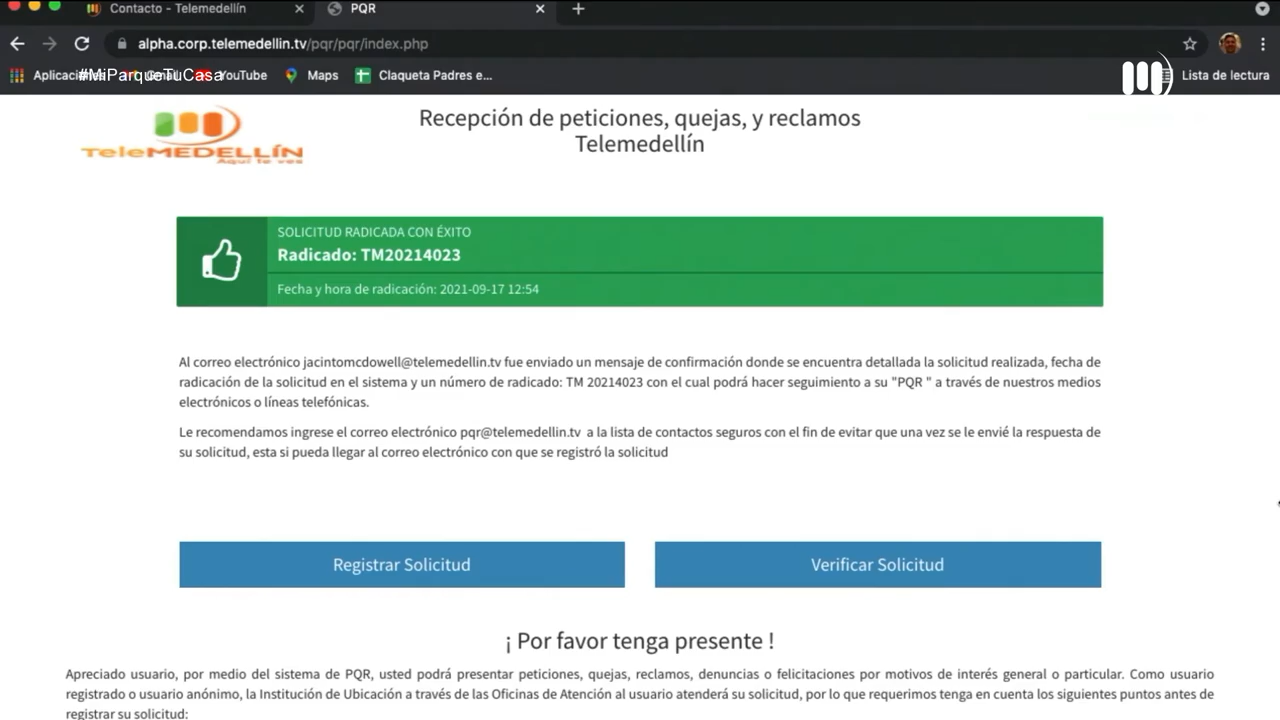 Contacto - Telemedellín
PQR
alpha.corp.telemedellin.tv/pqr/pqr/index.php
#MiParqueTuCasa
YouTube
Maps
Claqueta Padres e...
Lista de lectura
TeleMEDELLÍN
Aquí te ves
Recepción de peticiones, quejas, y reclamos
Telemedellín
SOLICITUD RADICADA CON ÉXITO
Radicado: TM20214023
Fecha y hora de radicación: 2021-09-17 12:54
Al correo electrónico jacintomcdowell@telemedellin.tv fue enviado un mensaje de confirmación donde se encuentra detallada la solicitud realizada, fecha de
radicación de la solicitud en el sistema y un número de radicado: TM 20214023 con el cual podrá hacer seguimiento a su "PQR " a través de nuestros medios
electrónicos o líneas telefónicas.
Le recomendamos ingrese el correo electrónico pqr@telemedellin.tv a la lista de contactos seguros con el fin de evitar que una vez se le envié la respuesta de
su solicitud, esta si pueda llegar al correo electrónico con que se registró la solicitud
Registrar Solicitud
Verificar Solicitud
¡ Por favor tenga presente !
Apreciado usuario, por medio del sistema de PQR, usted podrá presentar peticiones, quejas, reclamos, denuncias o felicitaciones por motivos de interés general o particular. Como usuario
registrado o usuario anónimo, la Institución de Ubicación a través de las Oficinas de Atención al usuario atenderá su solicitud, por lo que requerimos tenga en cuenta los siguientes puntos antes de
registrar su solicitud: